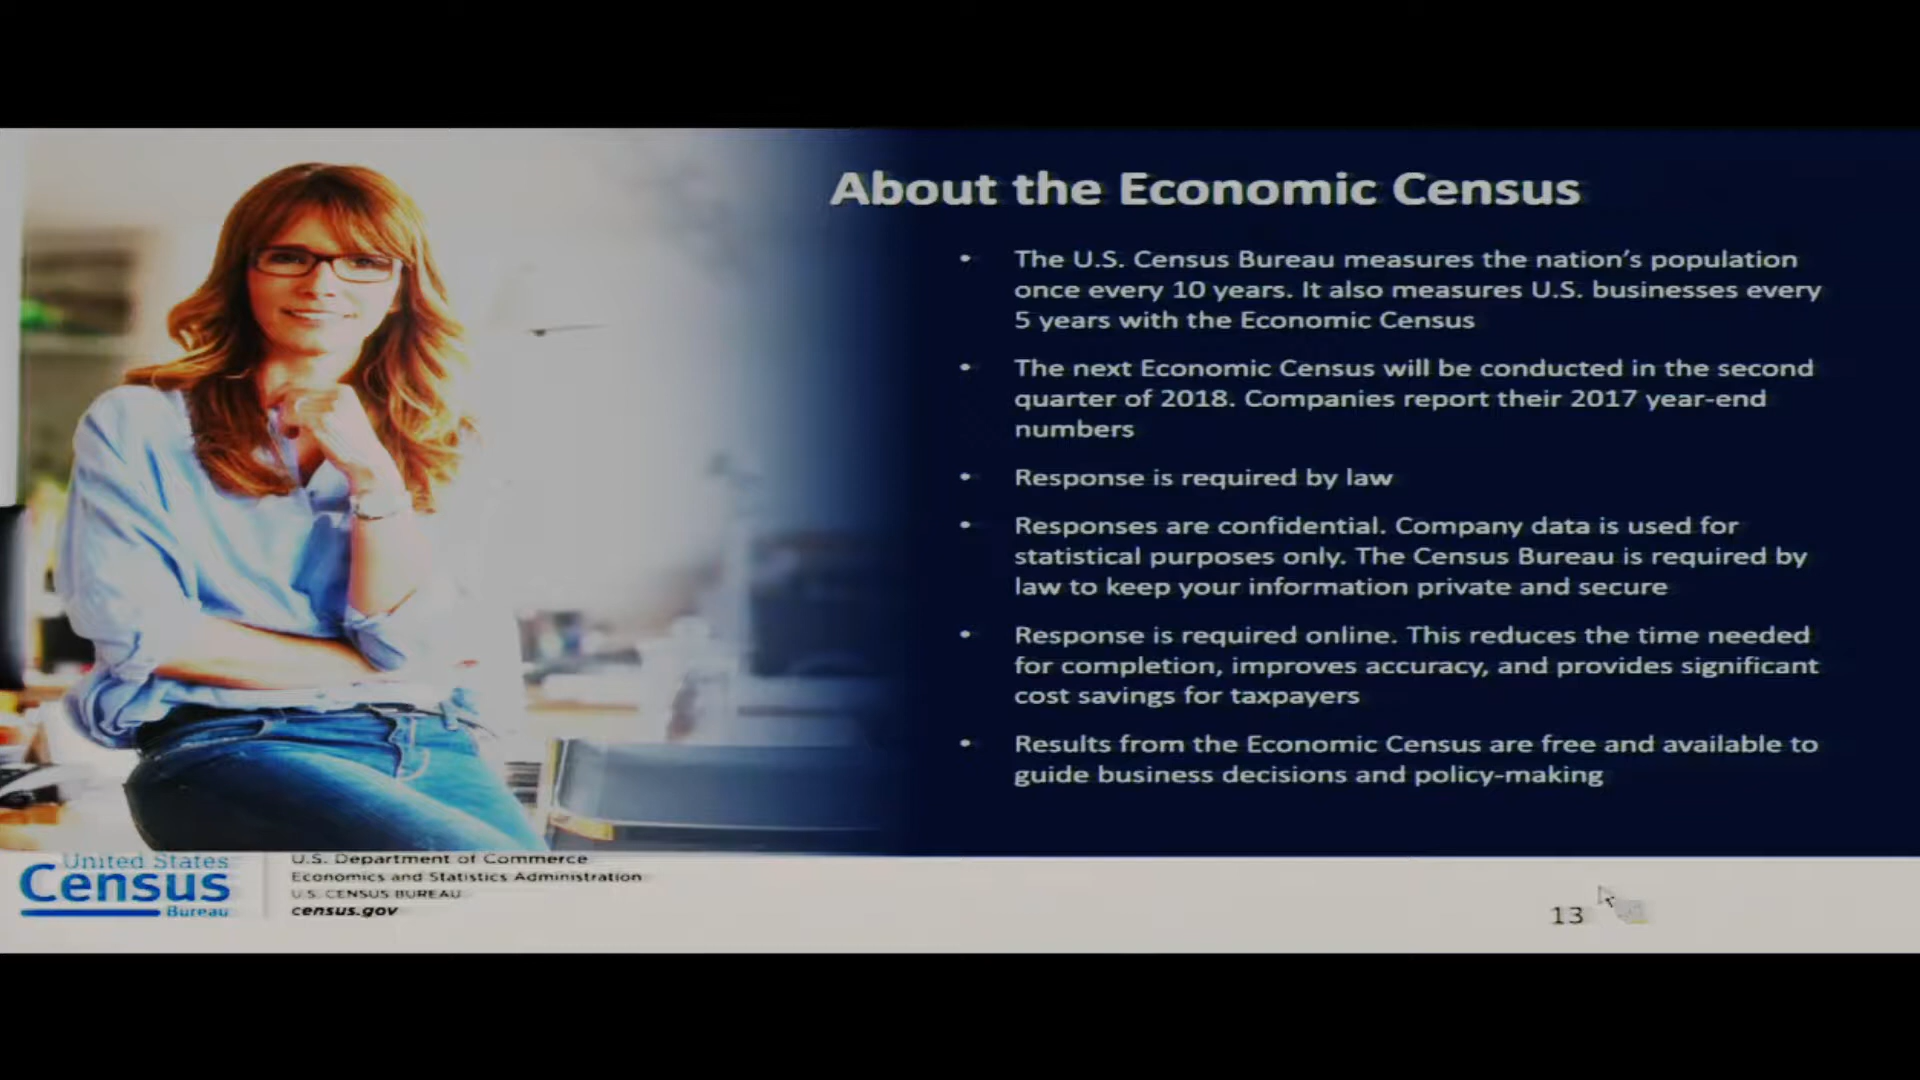 About the Economic Census
• The U.S. Census Bureau measures the nation's population
once every 10 years. It also measures U.S. businesses every
5 years with the Economic Census
• The next Economic Census will be conducted in the second
quarter of 2018. Companies report their 2017 year-end
numbers
• Response is required by law
• Responses are confidential. Company data is used for
statistical purposes only. The Census Bureau is required by
law to keep your information private and secure
• Response is required online. This reduces the time needed
for completion, improves accuracy, and provides significant
cost savings for taxpayers
• Results from the Economic Census are free and available to
guide business decisions and policy-making
United States
Census
Bureau
U.S. Department of Commerce
Economics and Statistics Administration
U.S. CENSUS BUREAU
census.gov
13